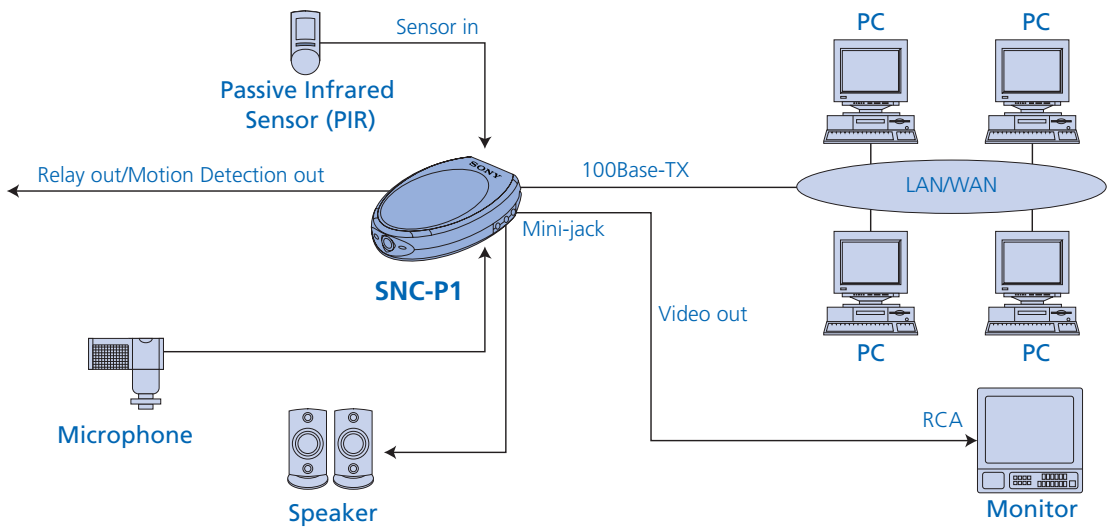 Sensor in
PC
PC
Passive Infrared
Sensor (PIR)
Relay out/Motion Detection out
SONY
100Base-TX
LAN/WAN
Mini-jack
SNC-P1
Video out
PC
PC
Microphone
RCA
Speaker
Monitor